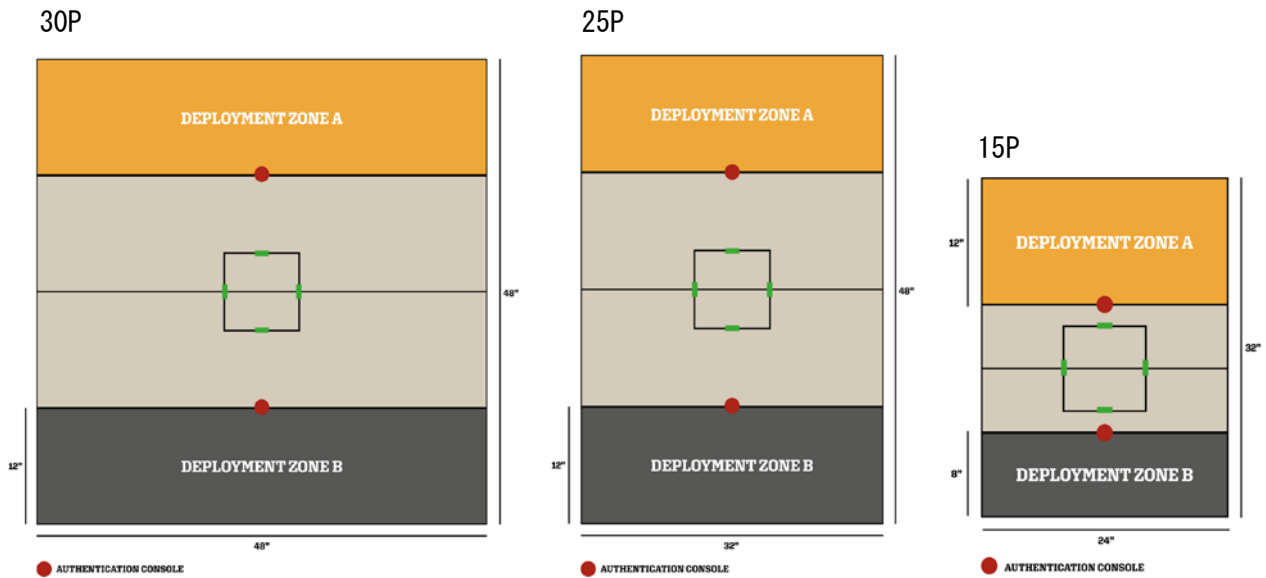 30P
DEPLOYMENT ZONE A
48"
12"
DEPLOYMENT ZONE B
48"
AUTHENTICATION CONSOLE
25P
DEPLOYMENT ZONE A
48"
12"
DEPLOYMENT ZONE B
32"
AUTHENTICATION CONSOLE
15P
12"
DEPLOYMENT ZONE A
32"
8"
DEPLOYMENT ZONE B
24"
AUTHENTICATION CONSOLE